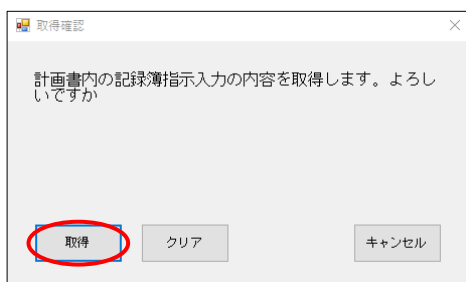 取得確認
計画書内の記録簿指示入力の内容を取得します。よろし
いですか
取得 クリア キャンセル